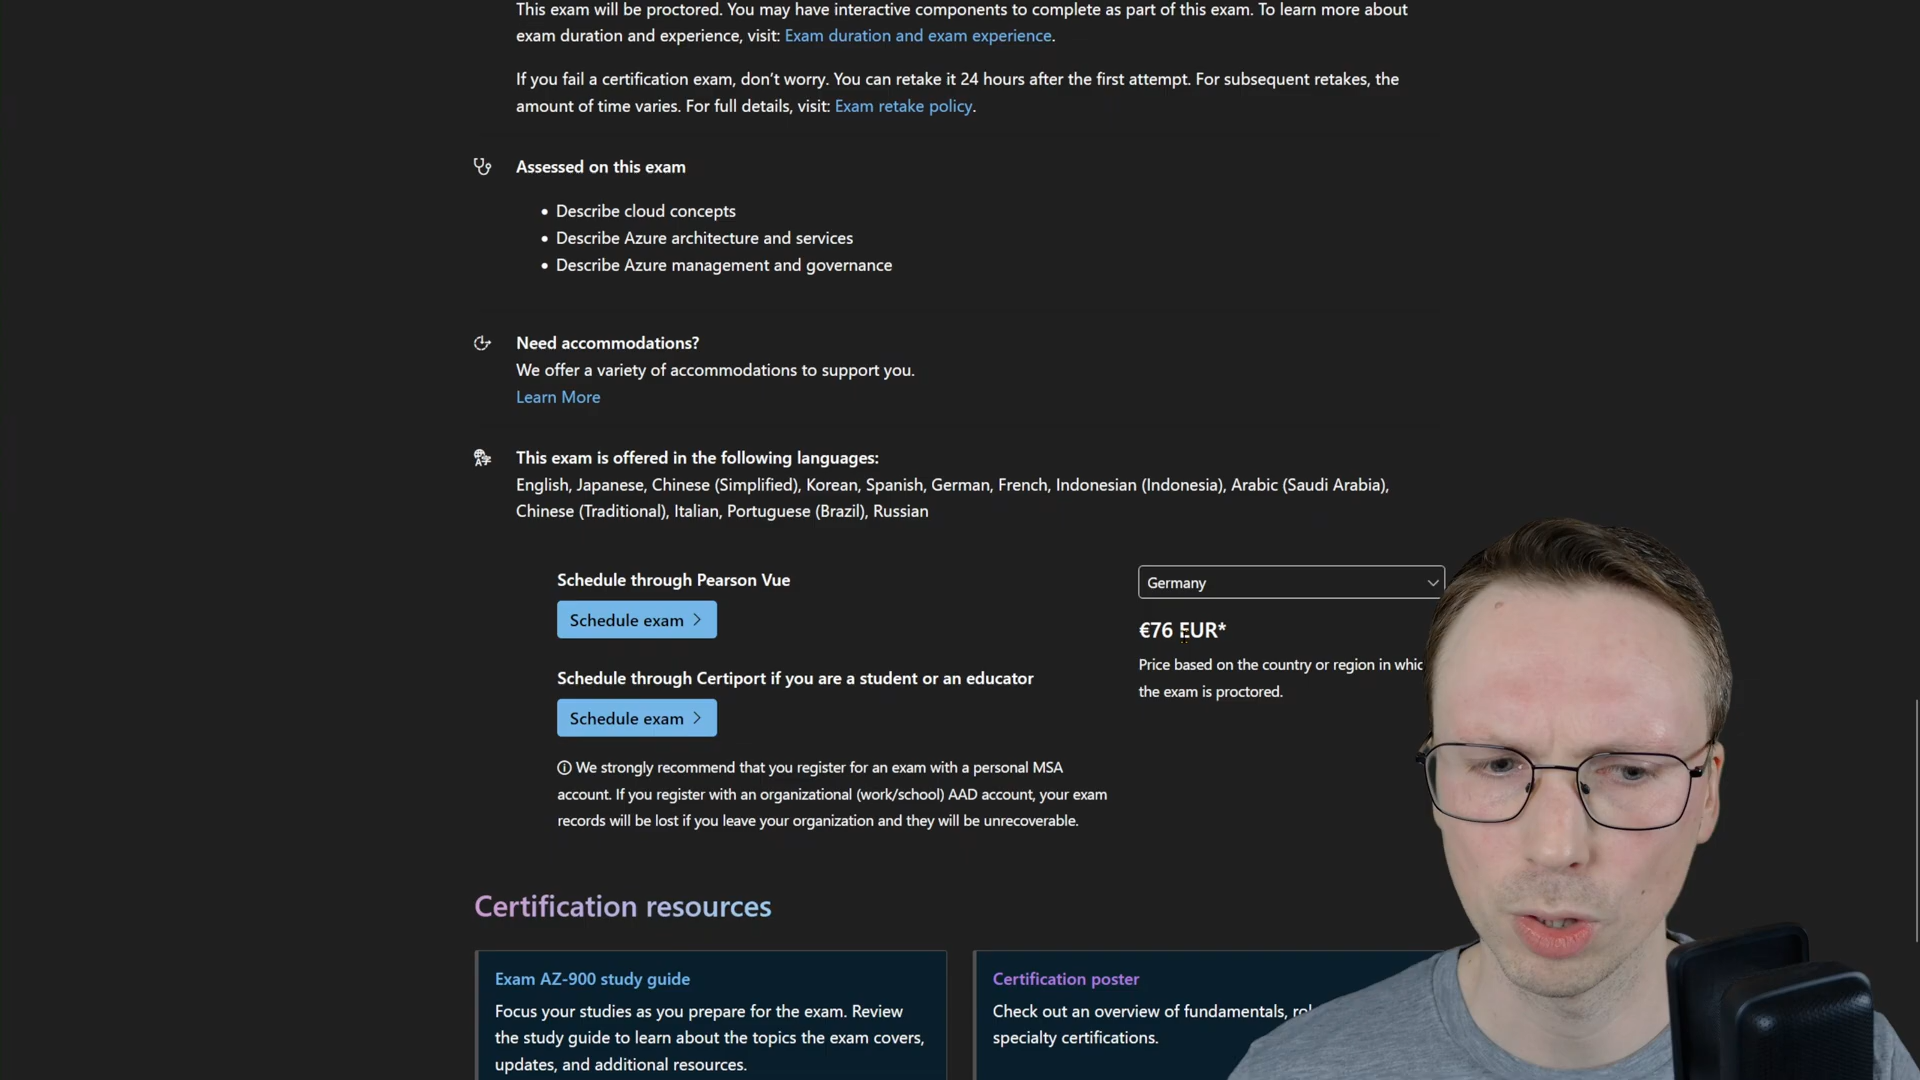 This exam will be proctored. You may have interactive components to complete as part of this exam. To learn more about
exam duration and exam experience, visit: Exam duration and exam experience.
If you fail a certification exam, don’t worry. You can retake it 24 hours after the first attempt. For subsequent retakes, the
amount of time varies. For full details, visit: Exam retake policy.
Assessed on this exam
• Describe cloud concepts
• Describe Azure architecture and services
• Describe Azure management and governance
Need accommodations?
We offer a variety of accommodations to support you.
Learn More
This exam is offered in the following languages:
English, Japanese, Chinese (Simplified), Korean, Spanish, German, French, Indonesian (Indonesia), Arabic (Saudi Arabia),
Chinese (Traditional), Italian, Portuguese (Brazil), Russian
Schedule through Pearson Vue
Schedule exam
Schedule through Certiport if you are a student or an educator
Schedule exam
We strongly recommend that you register for an exam with a personal MSA
account. If you register with an organizational (work/school) AAD account, your exam
records will be lost if you leave your organization and they will be unrecoverable.
Germany
€76 EUR*
Price based on the country or region in
the exam is proctored.
Certification resources
Exam AZ-900 study guide
Focus your studies as you prepare for the exam. Review
the study guide to learn about the topics the exam covers,
updates, and additional resources.
Certification poster
Check out an overview of fundamentals,
specialty certifications.